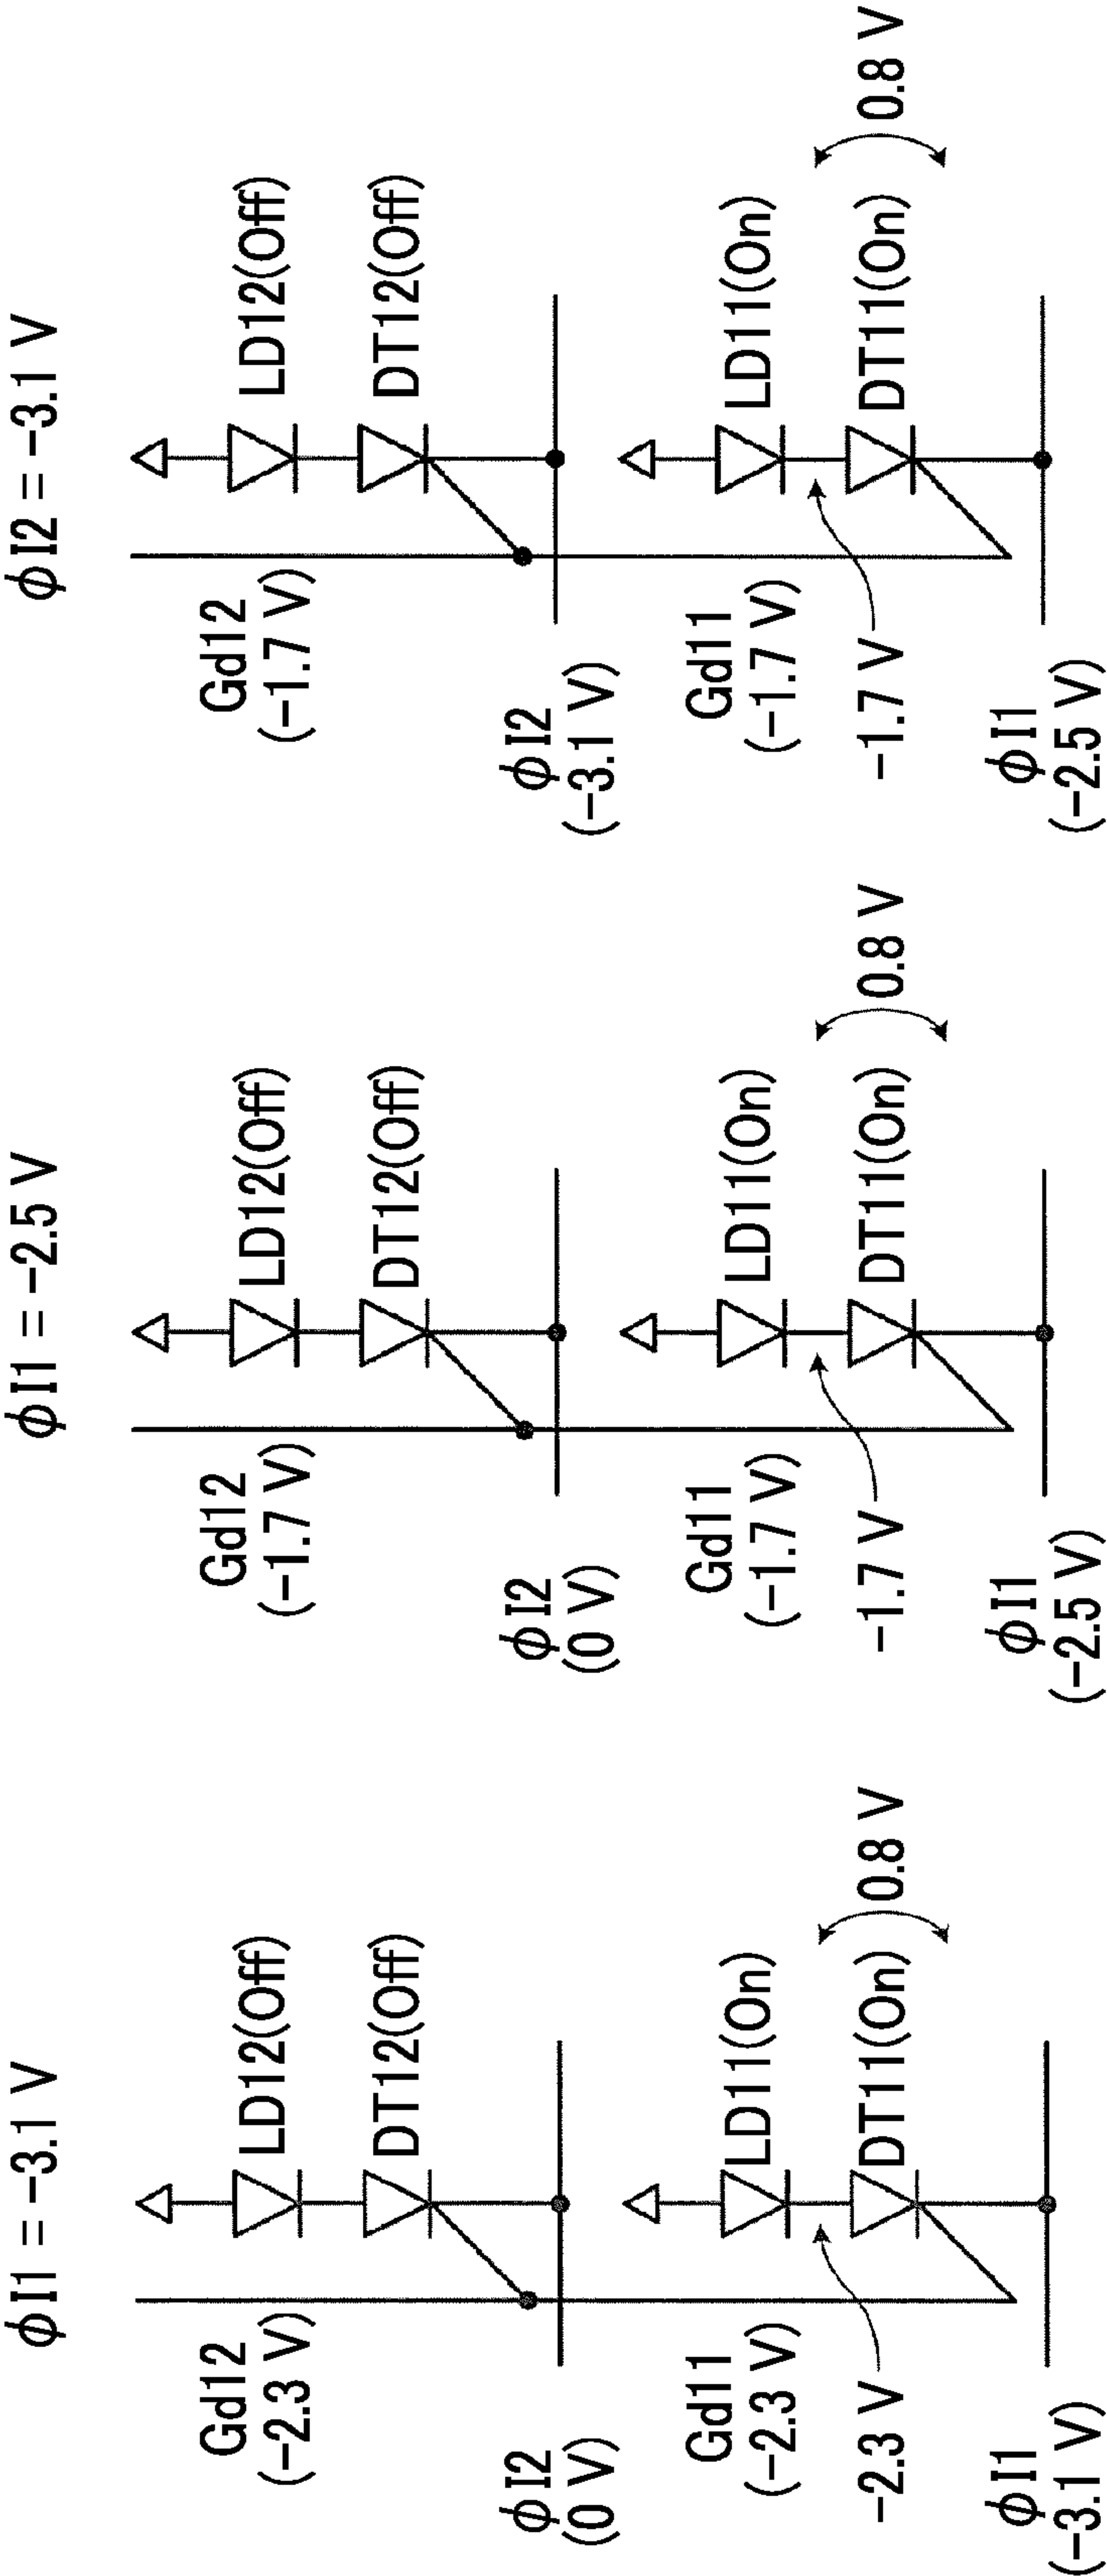 φI1 = -3.1 V
Gd12
(-2.3 V)
LD12(Off)
DT12(Off)
φI2
(0 V)
Gd11
(-2.3 V)
LD11(On)
-2.3 V
DT11(On)
0.8 V
φI1
(-3.1 V)
φI1 = -2.5 V
Gd12
(-1.7 V)
LD12(Off)
DT12(Off)
φI2
(0 V)
Gd11
(-1.7 V)
LD11(On)
-1.7 V
DT11(On)
0.8 V
φI1
(-2.5 V)
φI2 = -3.1 V
Gd12
(-1.7 V)
LD12(Off)
DT12(Off)
φI2
(-3.1 V)
Gd11
(-1.7 V)
LD11(On)
-1.7 V
DT11(On)
0.8 V
φI1
(-2.5 V)